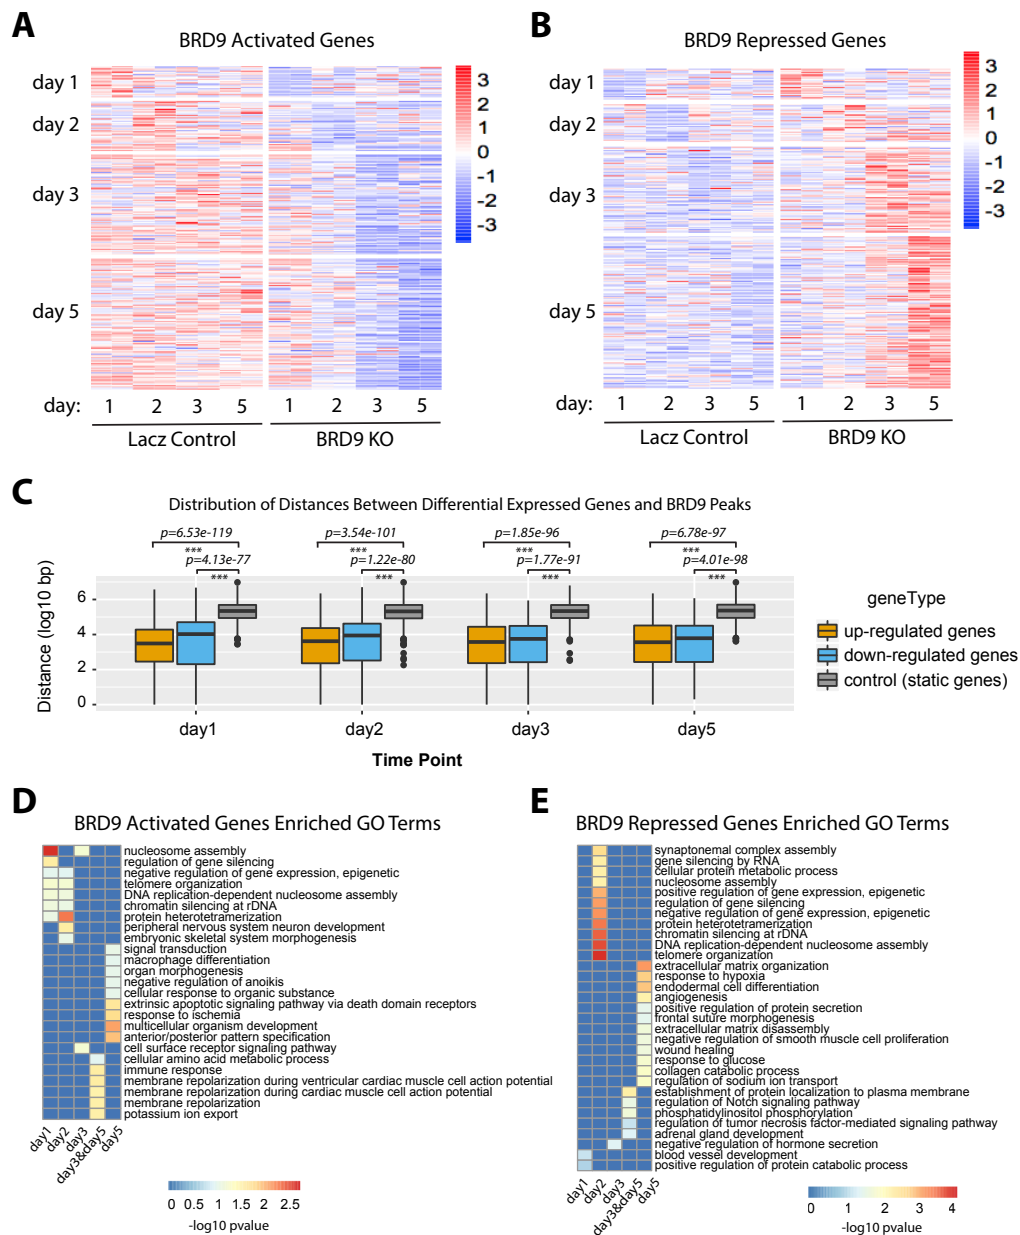 A
B
BRD9 Activated Genes
BRD9 Repressed Genes
day 1
day 2
day 3
day 5
3
2
1
0
-1
-2
-3
day: 1 2 3 5 1 2 3 5
Lacz Control
BRD9 KO
day 1
day 2
day 3
day 5
3
2
1
0
-1
-2
-3
day: 1 2 3 5 1 2 3 5
Lacz Control
BRD9 KO
C
Distribution of Distances Between Differential Expressed Genes and BRD9 Peaks
p=6.53e-119
***
p=4.13e-77
***
p=3.54e-101
***
p=1.22e-80
***
p=1.85e-96
***
p=1.77e-91
***
p=6.78e-97
***
p=4.01e-98
***
Distance (log10 bp)
6
4
2
0
day1
day2
day3
day5
Time Point
geneType
up-regulated genes
down-regulated genes
control (static genes)
D
BRD9 Activated Genes Enriched GO Terms
nucleosome assembly
regulation of gene silencing
negative regulation of gene expression, epigenetic
telomere organization
DNA replication-dependent nucleosome assembly
chromatin silencing at rDNA
protein heterotetramerization
peripheral nervous system neuron development
embryonic skeletal system morphogenesis
signal transduction
macrophage differentiation
organ morphogenesis
negative regulation of anoikis
cellular response to organic substance
extrinsic apoptotic signaling pathway via death domain receptors
response to ischemia
multicellular organism development
anterior/posterior pattern specification
cell surface receptor signaling pathway
cellular amino acid metabolic process
immune response
membrane repolarization during ventricular cardiac muscle cell action potential
membrane repolarization during cardiac muscle cell action potential
membrane repolarization
potassium ion export
day1
day2
day3
day3&day5
day5
0 0.5 1 1.5 2 2.5
-log10 pvalue
E
BRD9 Repressed Genes Enriched GO Terms
synaptonemal complex assembly
gene silencing by RNA
cellular protein metabolic process
nucleosome assembly
positive regulation of gene expression, epigenetic
regulation of gene silencing
negative regulation of gene expression, epigenetic
protein heterotetramerization
chromatin silencing at rDNA
DNA replication-dependent nucleosome assembly
telomere organization
extracellular matrix organization
response to hypoxia
endodermal cell differentiation
angiogenesis
positive regulation of protein secretion
frontal suture morphogenesis
extracellular matrix disassembly
negative regulation of smooth muscle cell proliferation
wound healing
response to glucose
collagen catabolic process
regulation of sodium ion transport
establishment of protein localization to plasma membrane
regulation of Notch signaling pathway
phosphatidylinositol phosphorylation
regulation of tumor necrosis factor-mediated signaling pathway
adrenal gland development
negative regulation of hormone secretion
blood vessel development
positive regulation of protein catabolic process
day1
day2
day3
day3&day5
day5
0 1 2 3 4
-log10 pvalue